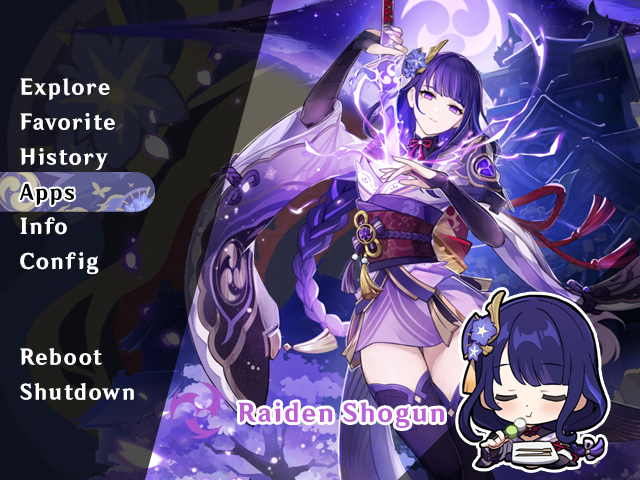 Explore
Favorite
History
Apps
Info
Config
Reboot
Shutdown
Raiden Shogun